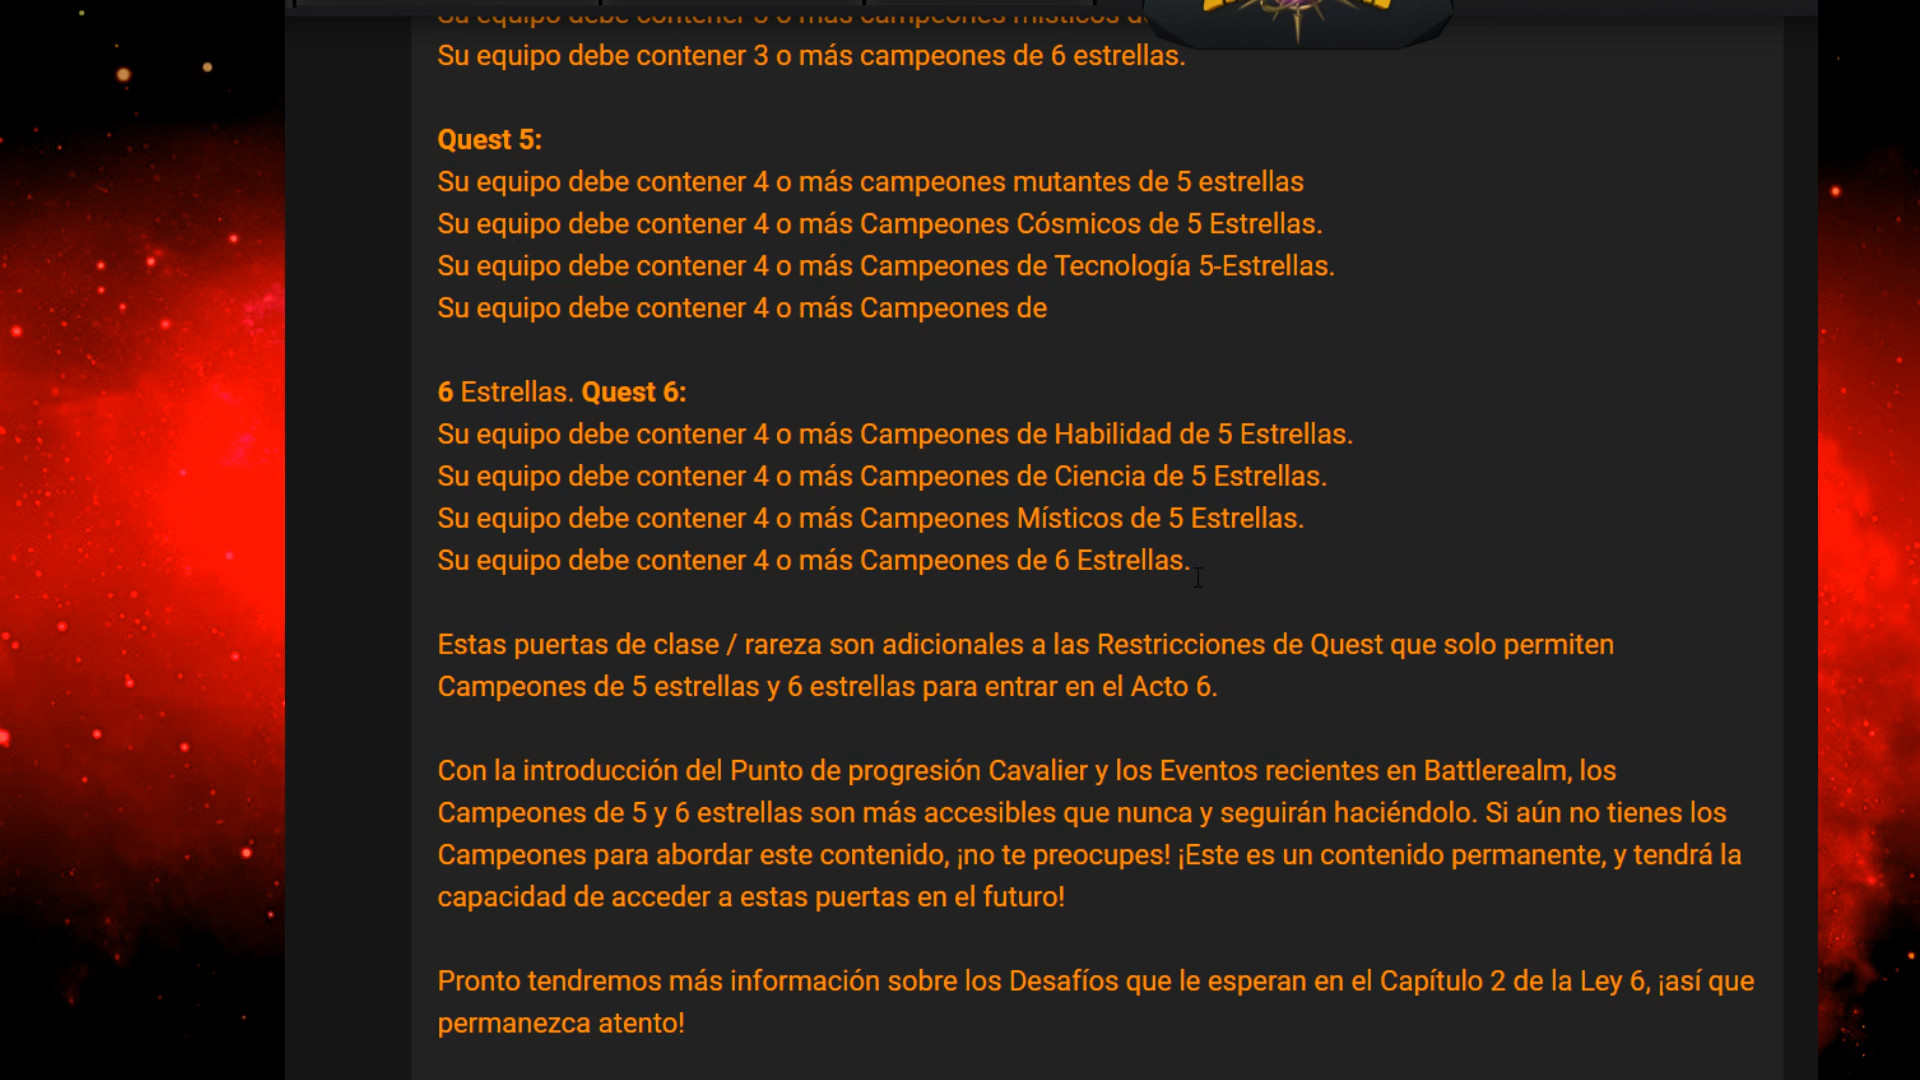 Su equipo debe contener 3 o más campeones místicos d
Su equipo debe contener 3 o más campeones de 6 estrellas.
Quest 5:
Su equipo debe contener 4 o más campeones mutantes de 5 estrellas
Su equipo debe contener 4 o más Campeones Cósmicos de 5 Estrellas.
Su equipo debe contener 4 o más Campeones de Tecnología 5-Estrellas.
Su equipo debe contener 4 o más Campeones de
6 Estrellas. Quest 6:
Su equipo debe contener 4 o más Campeones de Habilidad de 5 Estrellas.
Su equipo debe contener 4 o más Campeones de Ciencia de 5 Estrellas.
Su equipo debe contener 4 o más Campeones Místicos de 5 Estrellas.
Su equipo debe contener 4 o más Campeones de 6 Estrellas.
Estas puertas de clase / rareza son adicionales a las Restricciones de Quest que solo permiten
Campeones de 5 estrellas y 6 estrellas para entrar en el Acto 6.
Con la introducción del Punto de progresión Cavalier y los Eventos recientes en Battlerealm, los
Campeones de 5 y 6 estrellas son más accesibles que nunca y seguirán haciéndolo. Si aún no tienes los
Campeones para abordar este contenido, ¡no te preocupes! ¡Este es un contenido permanente, y tendrá la
capacidad de acceder a estas puertas en el futuro!
Pronto tendremos más información sobre los Desafíos que le esperan en el Capítulo 2 de la Ley 6, ¡así que
permanezca atento!